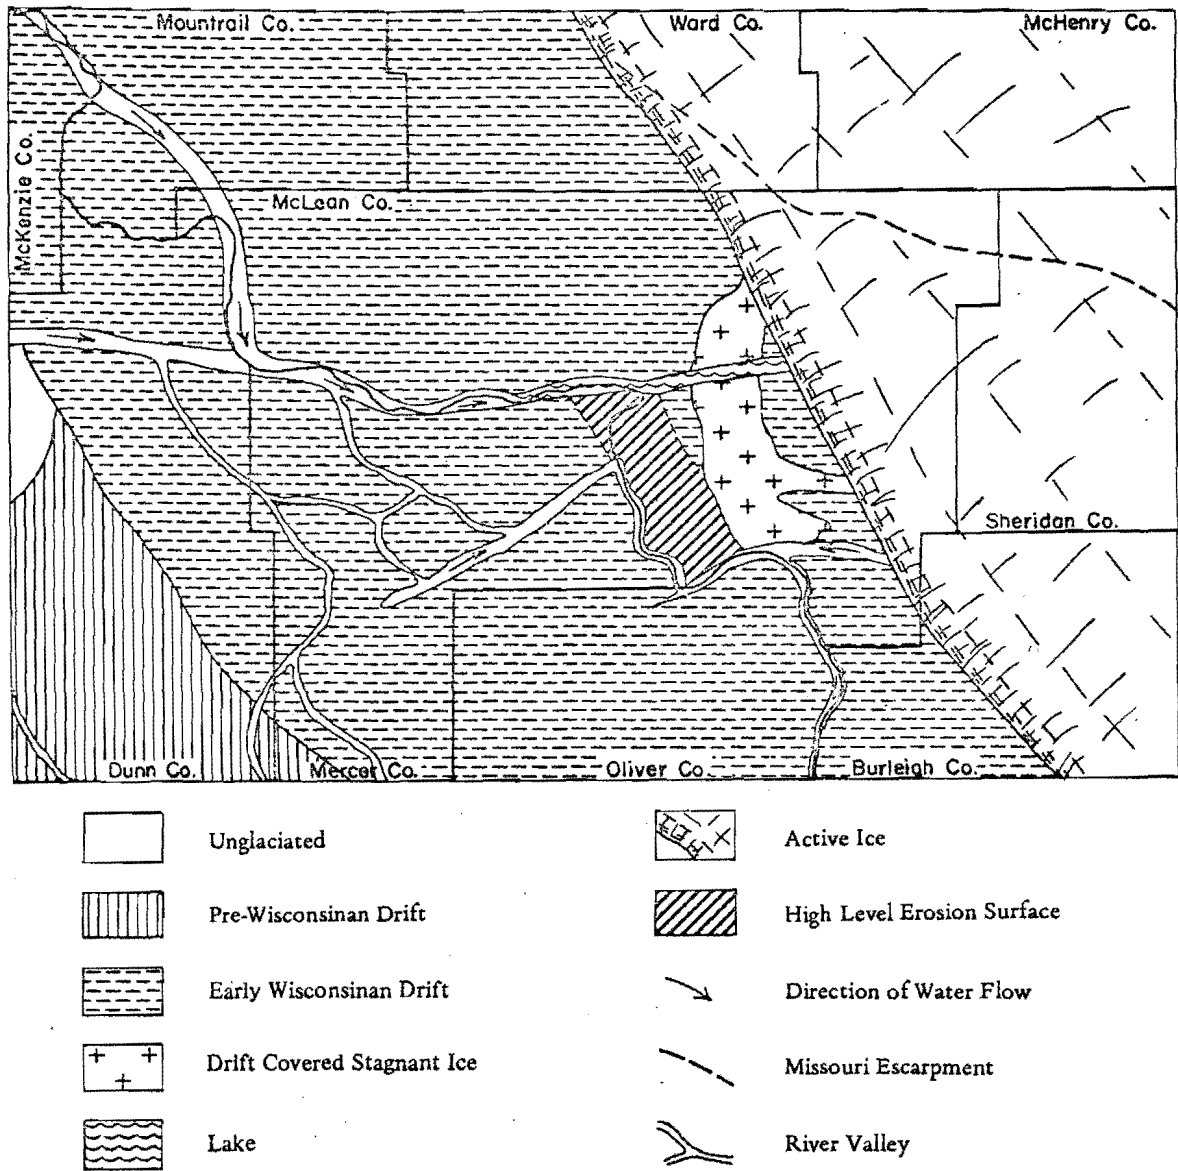 Mountrail Co.
Ward Co.
McHenry Co.
McKenzie Co.
McLean Co.
Sheridan Co.
Dunn Co.
Mercer Co.
Oliver Co.
Burleigh Co.
Unglaciated
Active Ice
Pre-Wisconsinan Drift
High Level Erosion Surface
Early Wisconsinan Drift
Direction of Water Flow
Drift Covered Stagnant Ice
Missouri Escarpment
Lake
River Valley